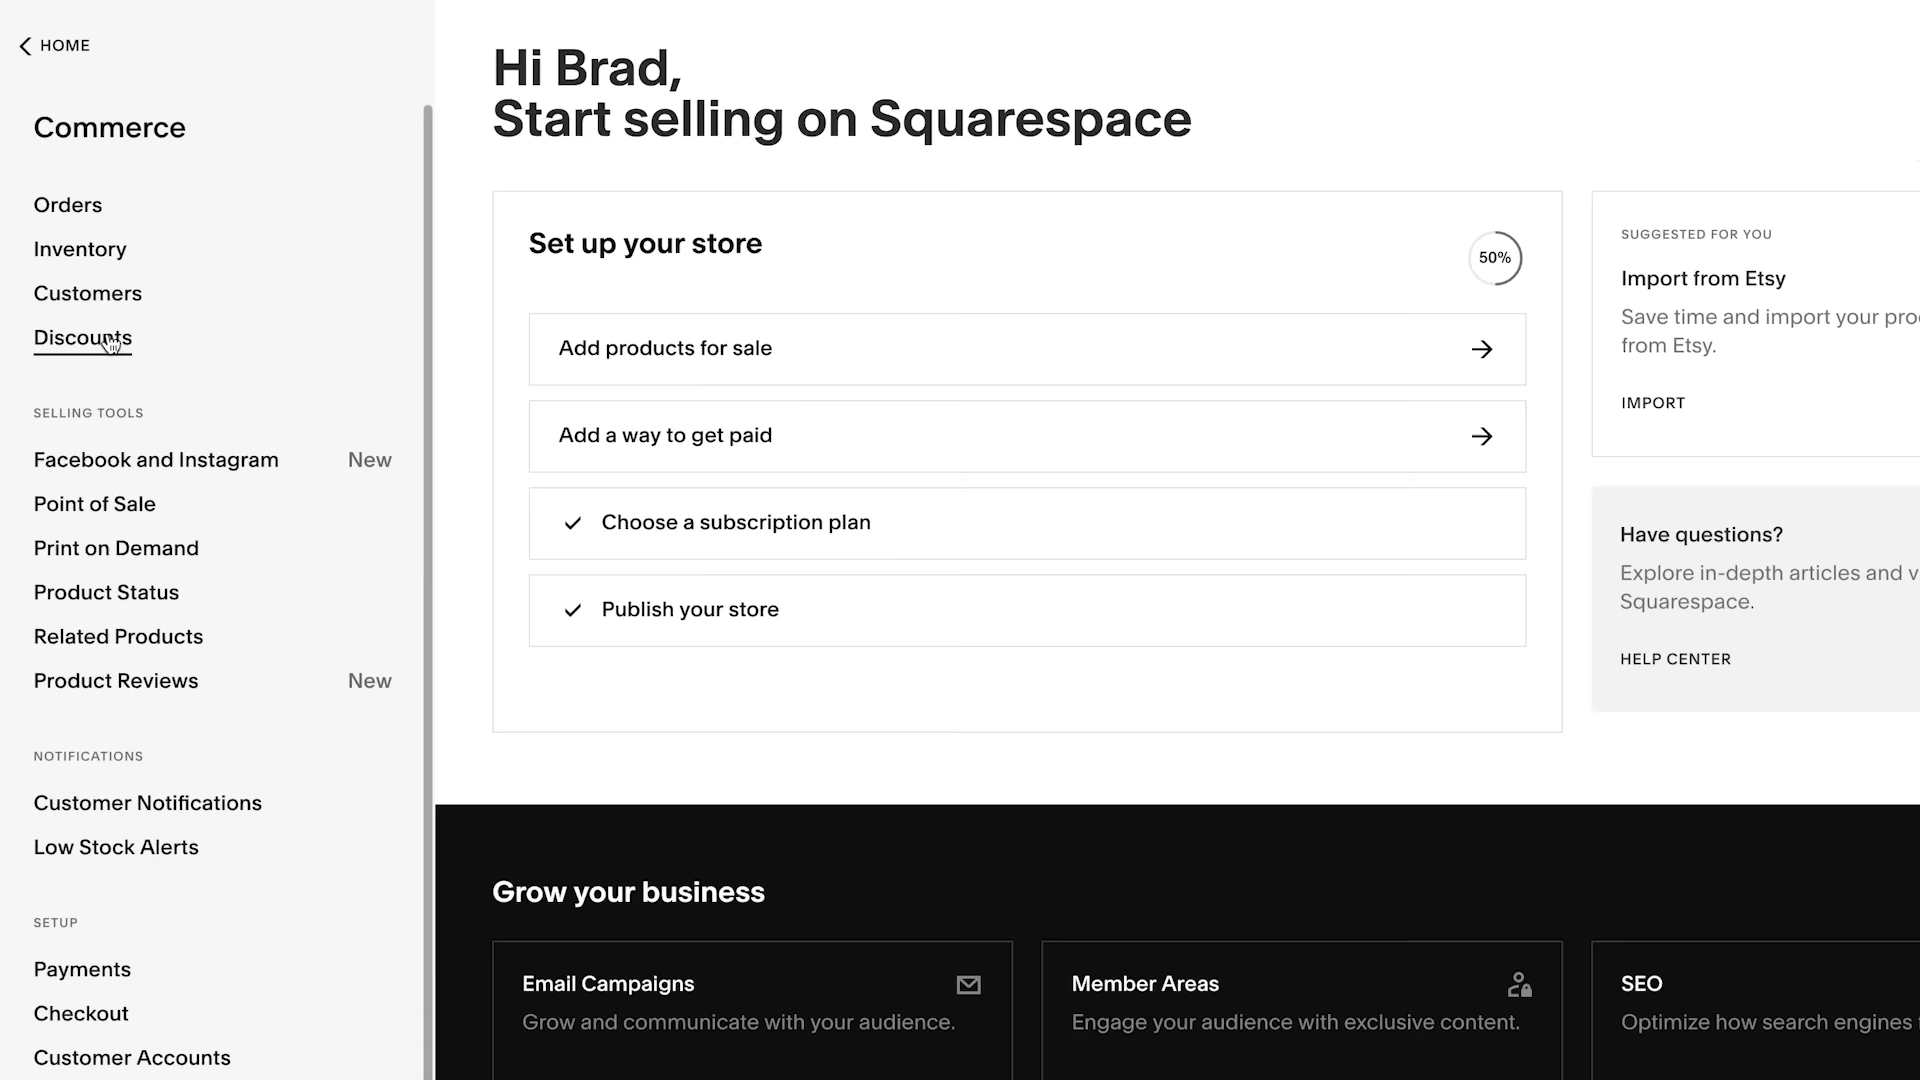 HOME
Commerce
Orders
Inventory
Customers
Discounts
SELLING TOOLS
Facebook and Instagram New
Point of Sale
Print on Demand
Product Status
Related Products
Product Reviews New
NOTIFICATIONS
Customer Notifications
Low Stock Alerts
SETUP
Payments
Checkout
Customer Accounts
Hi Brad,
Start selling on Squarespace
Set up your store
50%
Add products for sale
Add a way to get paid
Choose a subscription plan
Publish your store
SUGGESTED FOR YOU
Import from Etsy
Save time and import your
from Etsy.
IMPORT
Have questions?
Explore in-depth articles and
Squarespace.
HELP CENTER
Grow your business
Email Campaigns
Grow and communicate with your audience.
Member Areas
Engage your audience with exclusive content.
SEO
Optimize how search engines